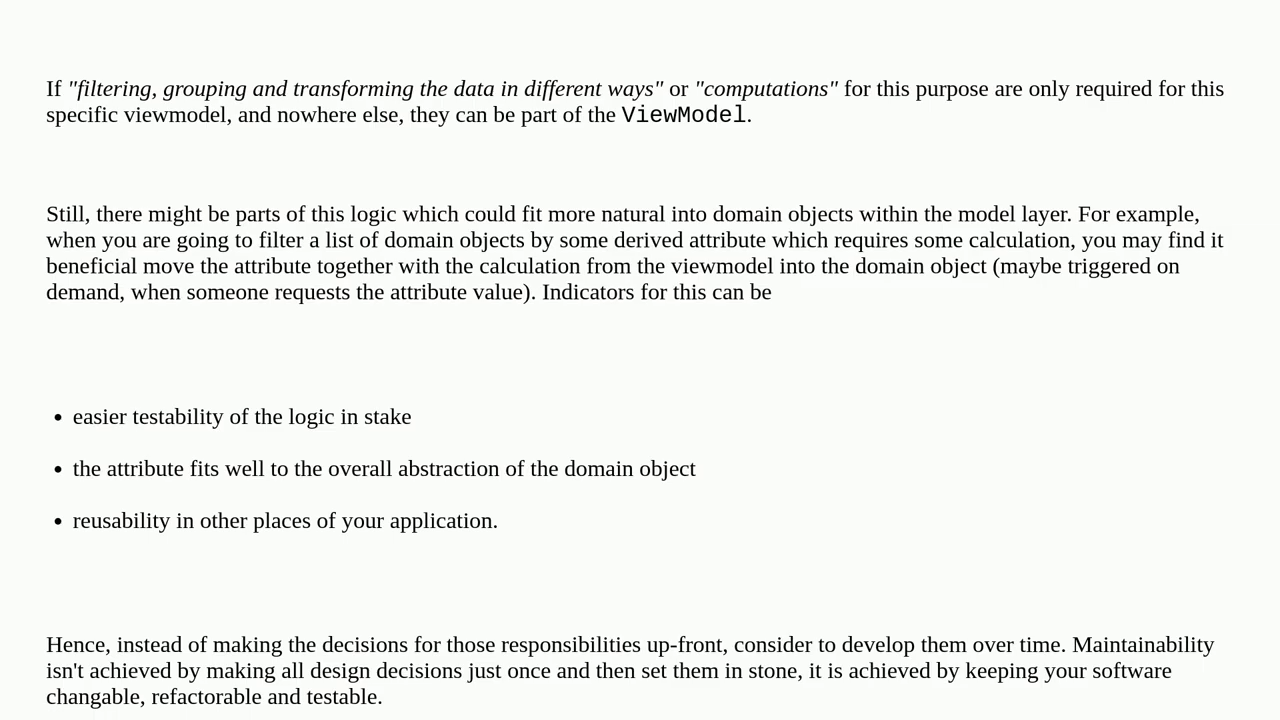 If "filtering, grouping and transforming the data in different ways" or "computations" for this purpose are only required for this
specific viewmodel, and nowhere else, they can be part of the ViewModel.
Still, there might be parts of this logic which could fit more natural into domain objects within the model layer. For example,
when you are going to filter a list of domain objects by some derived attribute which requires some calculation, you may find it
beneficial move the attribute together with the calculation from the viewmodel into the domain object (maybe triggered on
demand, when someone requests the attribute value). Indicators for this can be
• easier testability of the logic in stake
• the attribute fits well to the overall abstraction of the domain object
• reusability in other places of your application.
Hence, instead of making the decisions for those responsibilities up-front, consider to develop them over time. Maintainability
isn't achieved by making all design decisions just once and then set them in stone, it is achieved by keeping your software
changable, refactorable and testable.